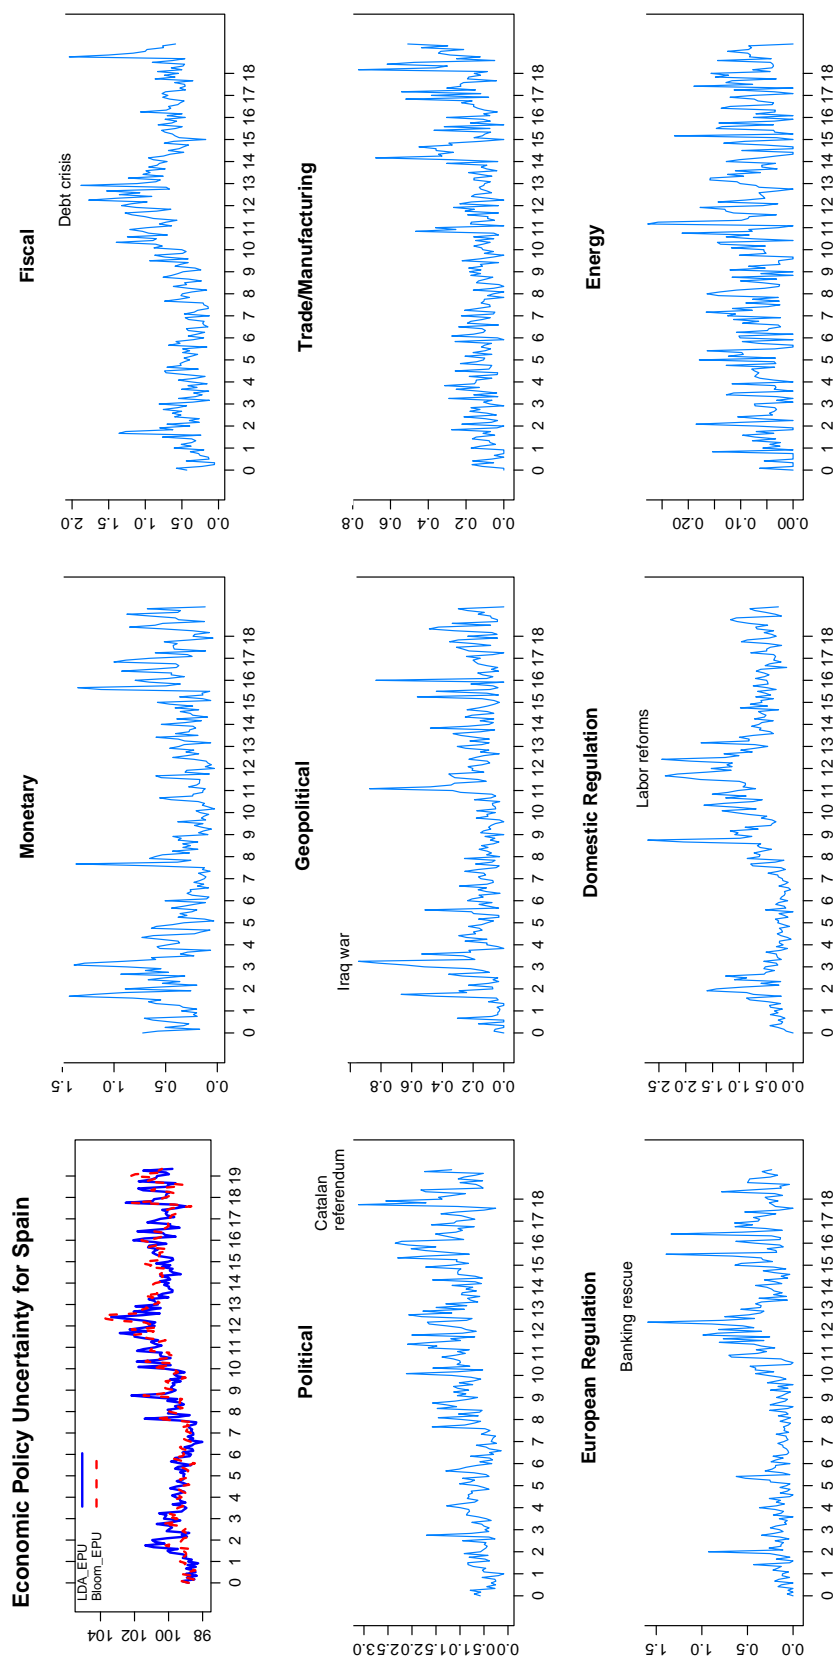 Economic Policy Uncertainty for Spain
LDA_EPU
Bloom_EPU
98 100 102 104
0 1 2 3 4 5 6 7 8 9 10 11 12 13 14 15 16 17 18 19
Monetary
0.0 0.5 1.0 1.5
0 1 2 3 4 5 6 7 8 9 10 11 12 13 14 15 16 17 18
Fiscal
Debt crisis
0.0 0.5 1.0 1.5 2.0
0 1 2 3 4 5 6 7 8 9 10 11 12 13 14 15 16 17 18
Political
Catalan
referendum
0.0 0.5 1.0 1.5 2.0 2.5 3.0
0 1 2 3 4 5 6 7 8 9 10 11 12 13 14 15 16 17 18
Geopolitical
Iraq war
0.0 0.2 0.4 0.6 0.8
0 1 2 3 4 5 6 7 8 9 10 11 12 13 14 15 16 17 18
Trade/Manufacturing
0.0 0.2 0.4 0.6 0.8
0 1 2 3 4 5 6 7 8 9 10 11 12 13 14 15 16 17 18
European Regulation
Banking rescue
0.0 0.5 1.0 1.5
0 1 2 3 4 5 6 7 8 9 10 11 12 13 14 15 16 17 18
Domestic Regulation
Labor reforms
0.0 0.5 1.0 1.5 2.0 2.5
0 1 2 3 4 5 6 7 8 9 10 11 12 13 14 15 16 17 18
Energy
0.00 0.10 0.20
0 1 2 3 4 5 6 7 8 9 10 11 12 13 14 15 16 17 18